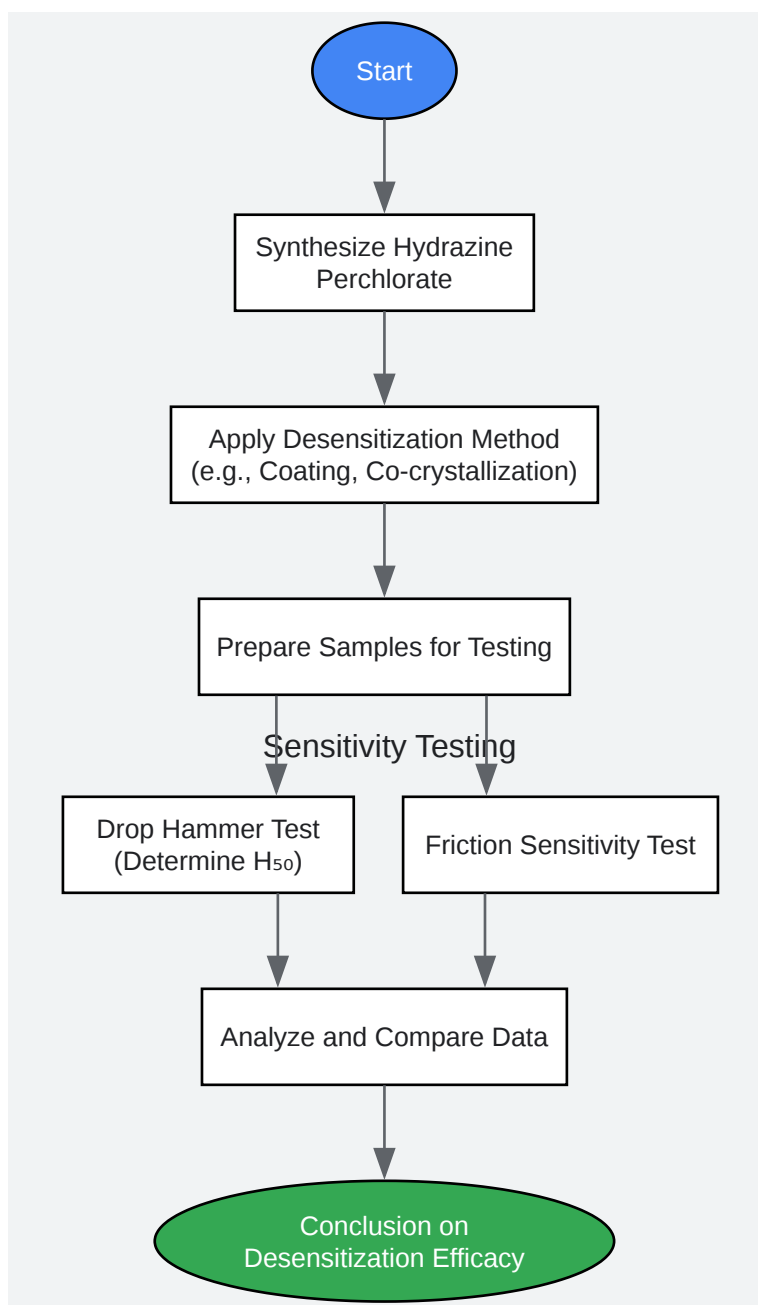 Start
Synthesize Hydrazine
Perchlorate
Apply Desensitization Method
(e.g., Coating, Co-crystallization)
Prepare Samples for Testing
Sensitivity Testing
Drop Hammer Test
(Determine H₅₀)
Friction Sensitivity Test
Analyze and Compare Data
Conclusion on
Desensitization Efficacy